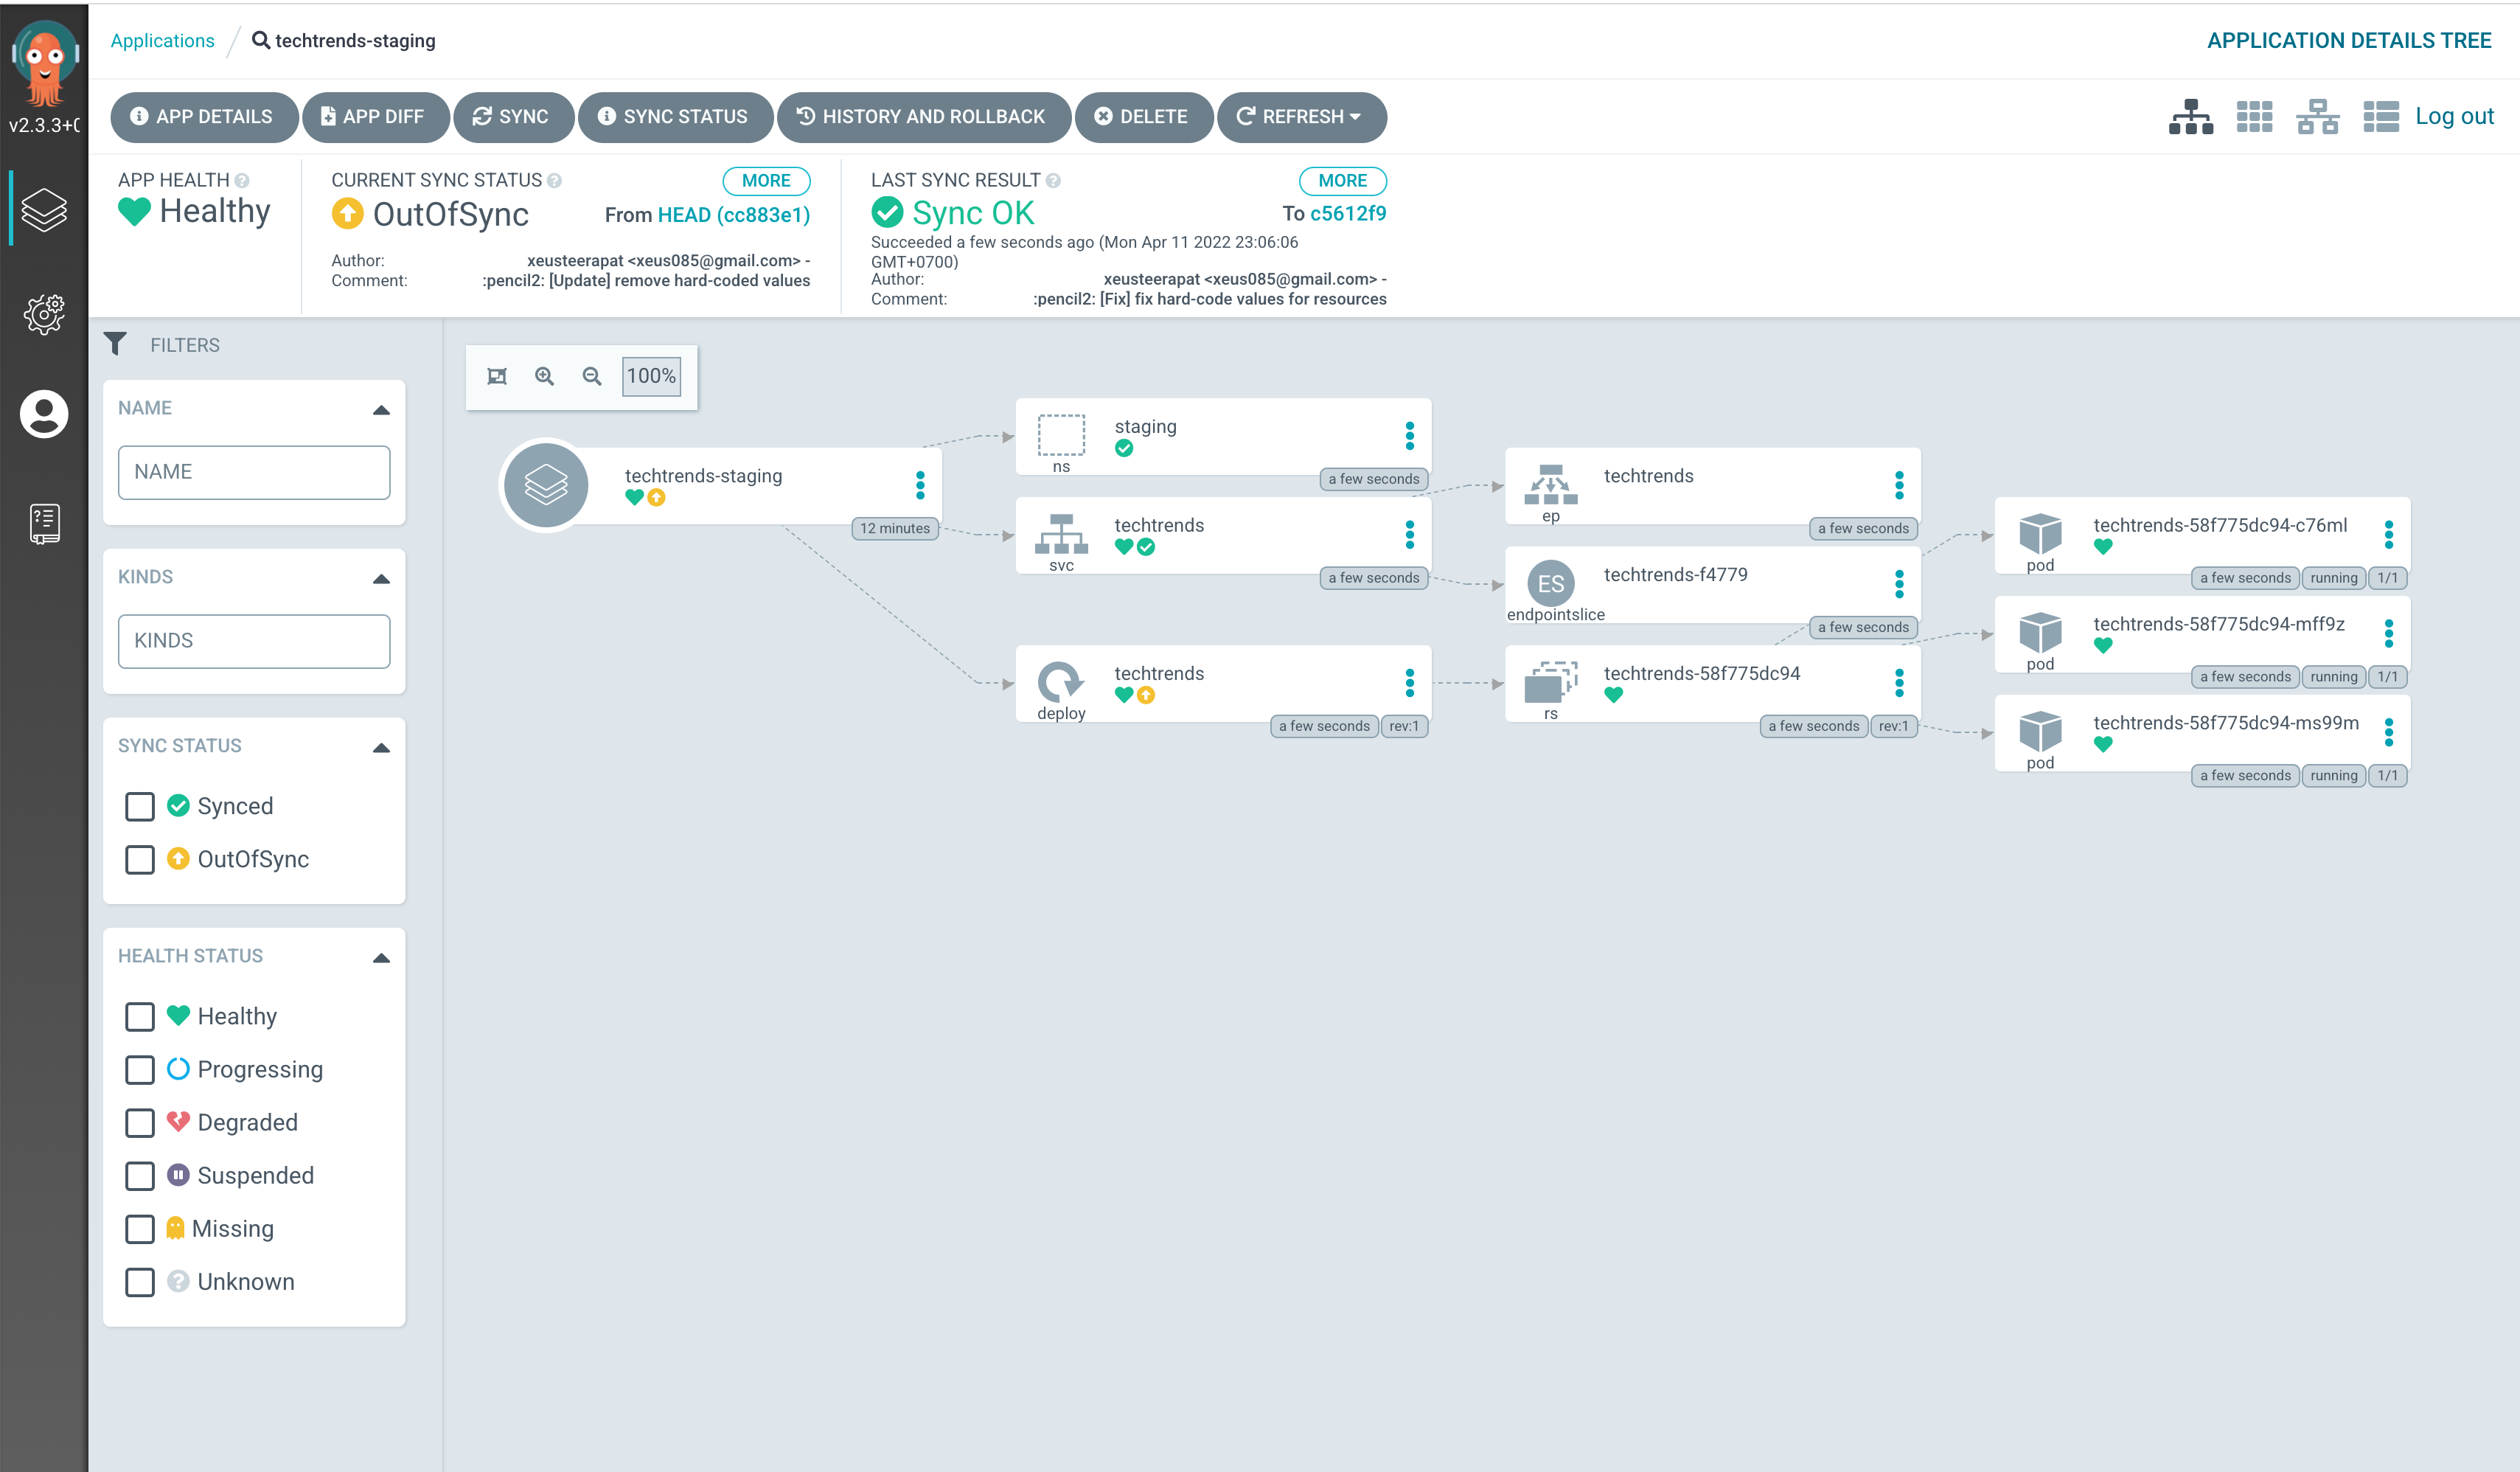 Applications
techtrends-staging
APPLICATION DETAILS TREE
v2.3.3+0
APP DETAILS
APP DIFF
SYNC
SYNC STATUS
HISTORY AND ROLLBACK
DELETE
REFRESH
Log out
APP HEALTH
Healthy
CURRENT SYNC STATUS
MORE
OutOfSync
From HEAD (cc883e1)
Author: xeusteerapat <xeus085@gmail.com> -
Comment: :pencil2: [Update] remove hard-coded values
LAST SYNC RESULT
MORE
Sync OK
To c5612f9
Succeeded a few seconds ago (Mon Apr 11 2022 23:06:06
GMT+0700)
Author: xeusteerapat <xeus085@gmail.com> -
Comment: :pencil2: [Fix] fix hard-code values for resources
FILTERS
NAME
NAME
KINDS
KINDS
SYNC STATUS
Synced
OutOfSync
HEALTH STATUS
Healthy
Progressing
Degraded
Suspended
Missing
Unknown
100%
techtrends-staging
12 minutes
staging
ns
a few seconds
techtrends
svc
a few seconds
techtrends
deploy
a few seconds
rev:1
techtrends
ep
a few seconds
ES
techtrends-f4779
endpointslice
a few seconds
techtrends-58f775dc94
rs
a few seconds
rev:1
techtrends-58f775dc94-c76ml
pod
a few seconds
running
1/1
techtrends-58f775dc94-mff9z
pod
a few seconds
running
1/1
techtrends-58f775dc94-ms99m
pod
a few seconds
running
1/1